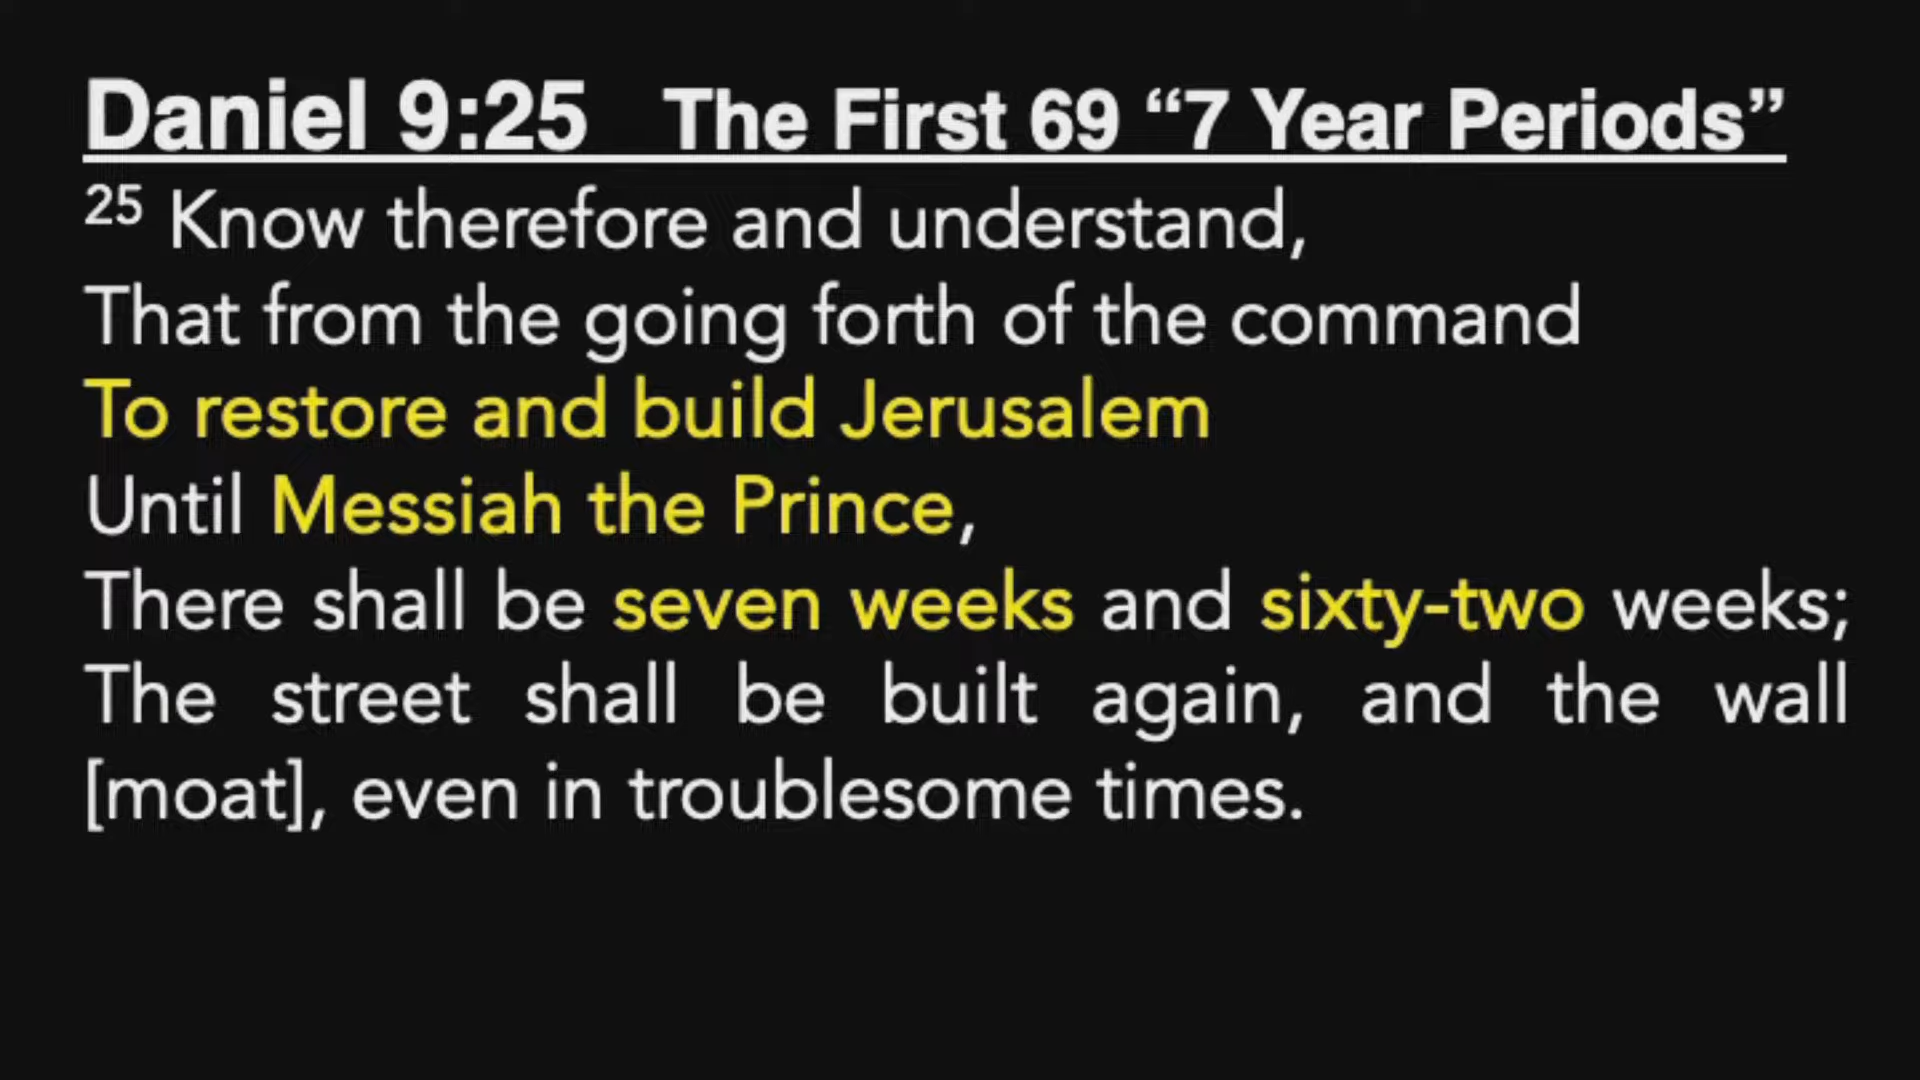 Daniel 9:25 The First 69 “7 Year Periods”
25 Know therefore and understand,
That from the going forth of the command
To restore and build Jerusalem
Until Messiah the Prince,
There shall be seven weeks and sixty-two weeks;
The street shall be built again, and the wall
[moat], even in troublesome times.